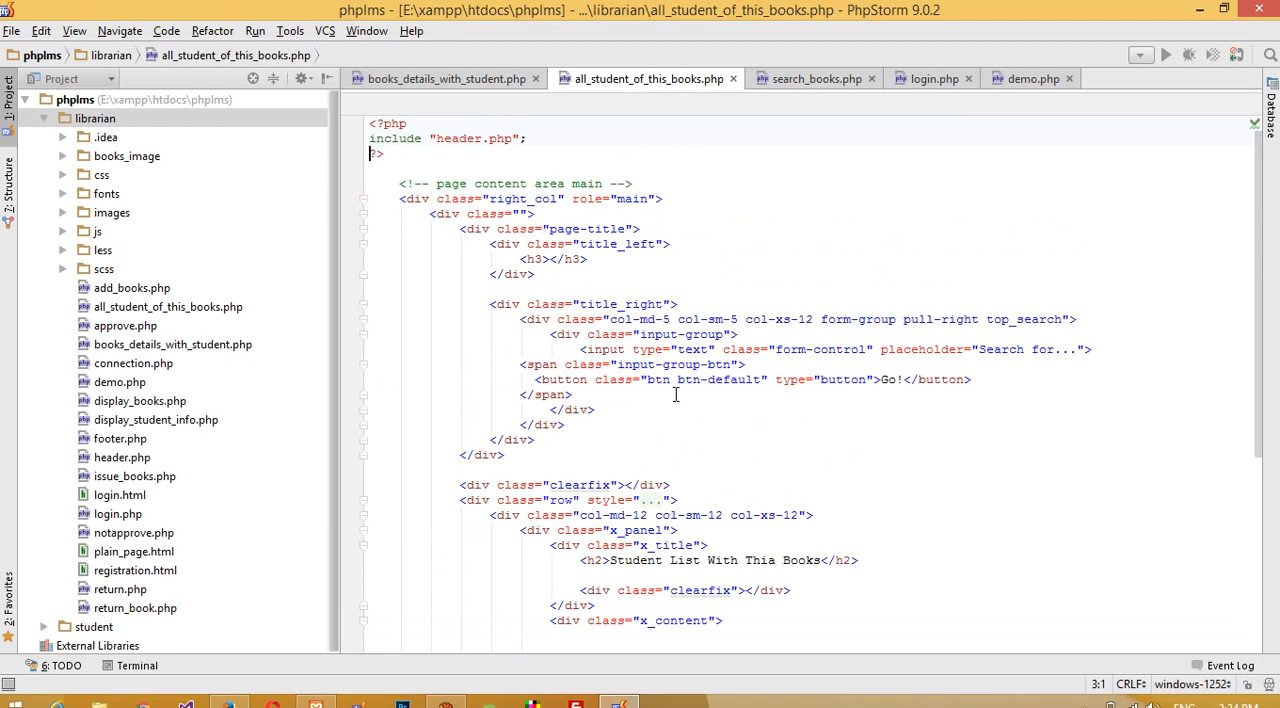 phplms - [E:\xampp\htdocs\phplms] - ...\librarian\all_student_of_this_books.php - PhpStorm 9.0.2
File Edit View Navigate Code Refactor Run Tools VCS Window Help
phplms librarian all_student_of_this_books.php
Project
books_details_with_student.php all_student_of_this_books.php search_books.php login.php demo.php
1: Project
7: Structure
2: Favorites
Database
phplms (E:\xampp\htdocs\phplms)
librarian
.idea
books_image
css
fonts
images
js
less
scss
add_books.php
all_student_of_this_books.php
approve.php
books_details_with_student.php
connection.php
demo.php
display_books.php
display_student_info.php
footer.php
header.php
issue_books.php
login.html
login.php
notapprove.php
plain_page.html
registration.html
return.php
return_book.php
student
External Libraries
<?php
include "header.php";
?>
<!-- page content area main -->
<div class="right_col" role="main">
<div class="">
<div class="page-title">
<div class="title_left">
<h3></h3>
</div>
<div class="title_right">
<div class="col-md-5 col-sm-5 col-xs-12 form-group pull-right top_search">
<div class="input-group">
<input type="text" class="form-control" placeholder="Search for...">
<span class="input-group-btn">
<button class="btn btn-default" type="button">Go!</button>
</span>
</div>
</div>
</div>
</div>
<div class="clearfix"></div>
<div class="row" style="...">
<div class="col-md-12 col-sm-12 col-xs-12">
<div class="x_panel">
<div class="x_title">
<h2>Student List With Thia Books</h2>
<div class="clearfix"></div>
</div>
<div class="x_content">
6: TODO Terminal Event Log
3:1 CRLF windows-1252